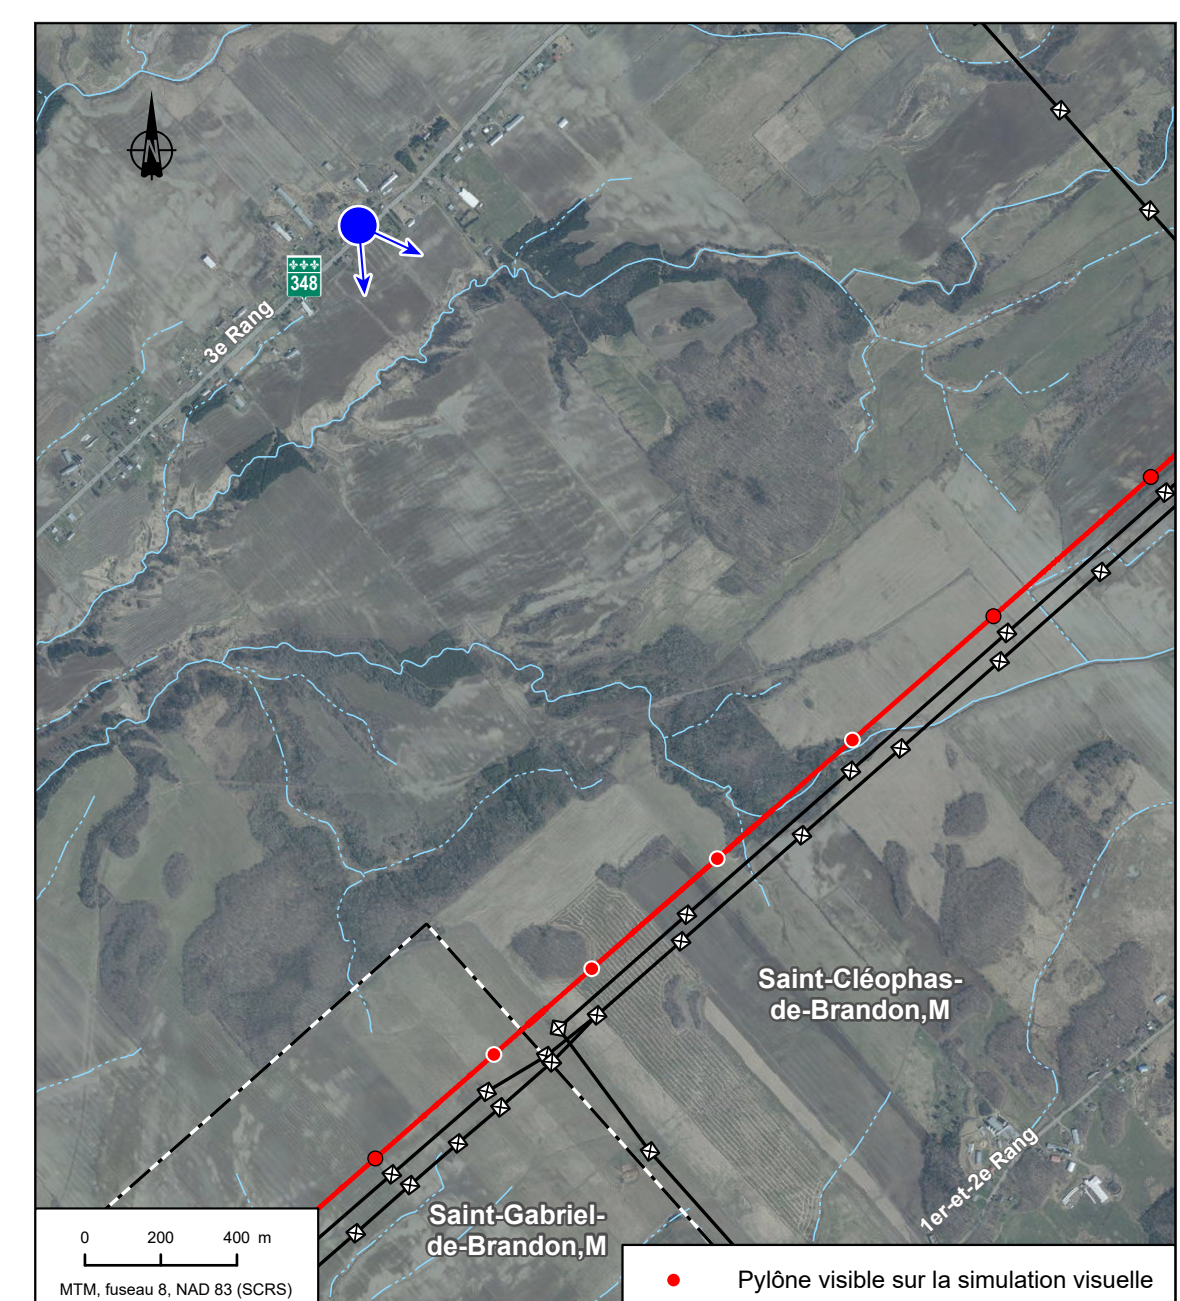 N
348
3e Rang
Saint-Cléophas-
de-Brandon,M
1er-et-2e Rang
Saint-Gabriel-
de-Brandon,M
0 200 400 m
MTM, fuseau 8, NAD 83 (SCRS)
Pylône visible sur la simulation visuelle